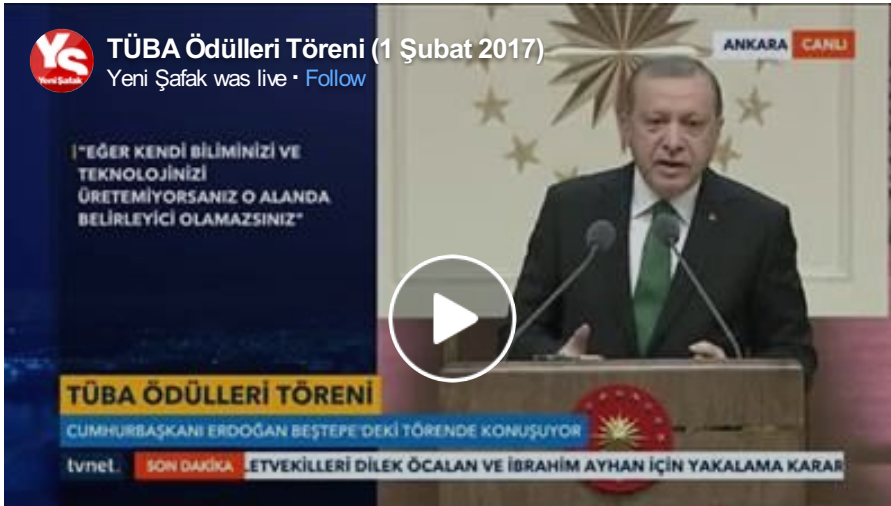 YS
Yeni Şafak
TÜBA Ödülleri Töreni (1 Şubat 2017)
Yeni Şafak was live · Follow
ANKARA CANLI
"EĞER KENDİ BİLİMİNİZİ VE
TEKNOLOJİNİZİ
ÜRETEMİYORSANIZ O ALANDA
BELİRLEYİCİ OLAMAZSINIZ"
TÜBA ÖDÜLLERİ TÖRENİ
CUMHURBAŞKANI ERDOĞAN BEŞTEPE'DEKİ TÖRENDE KONUŞUYOR
tvnet. SON DAKİKA .ETVEKİLLERİ DİLEK ÖCALAN VE İBRAHİM AYHAN İÇİN YAKALAMA KARAR